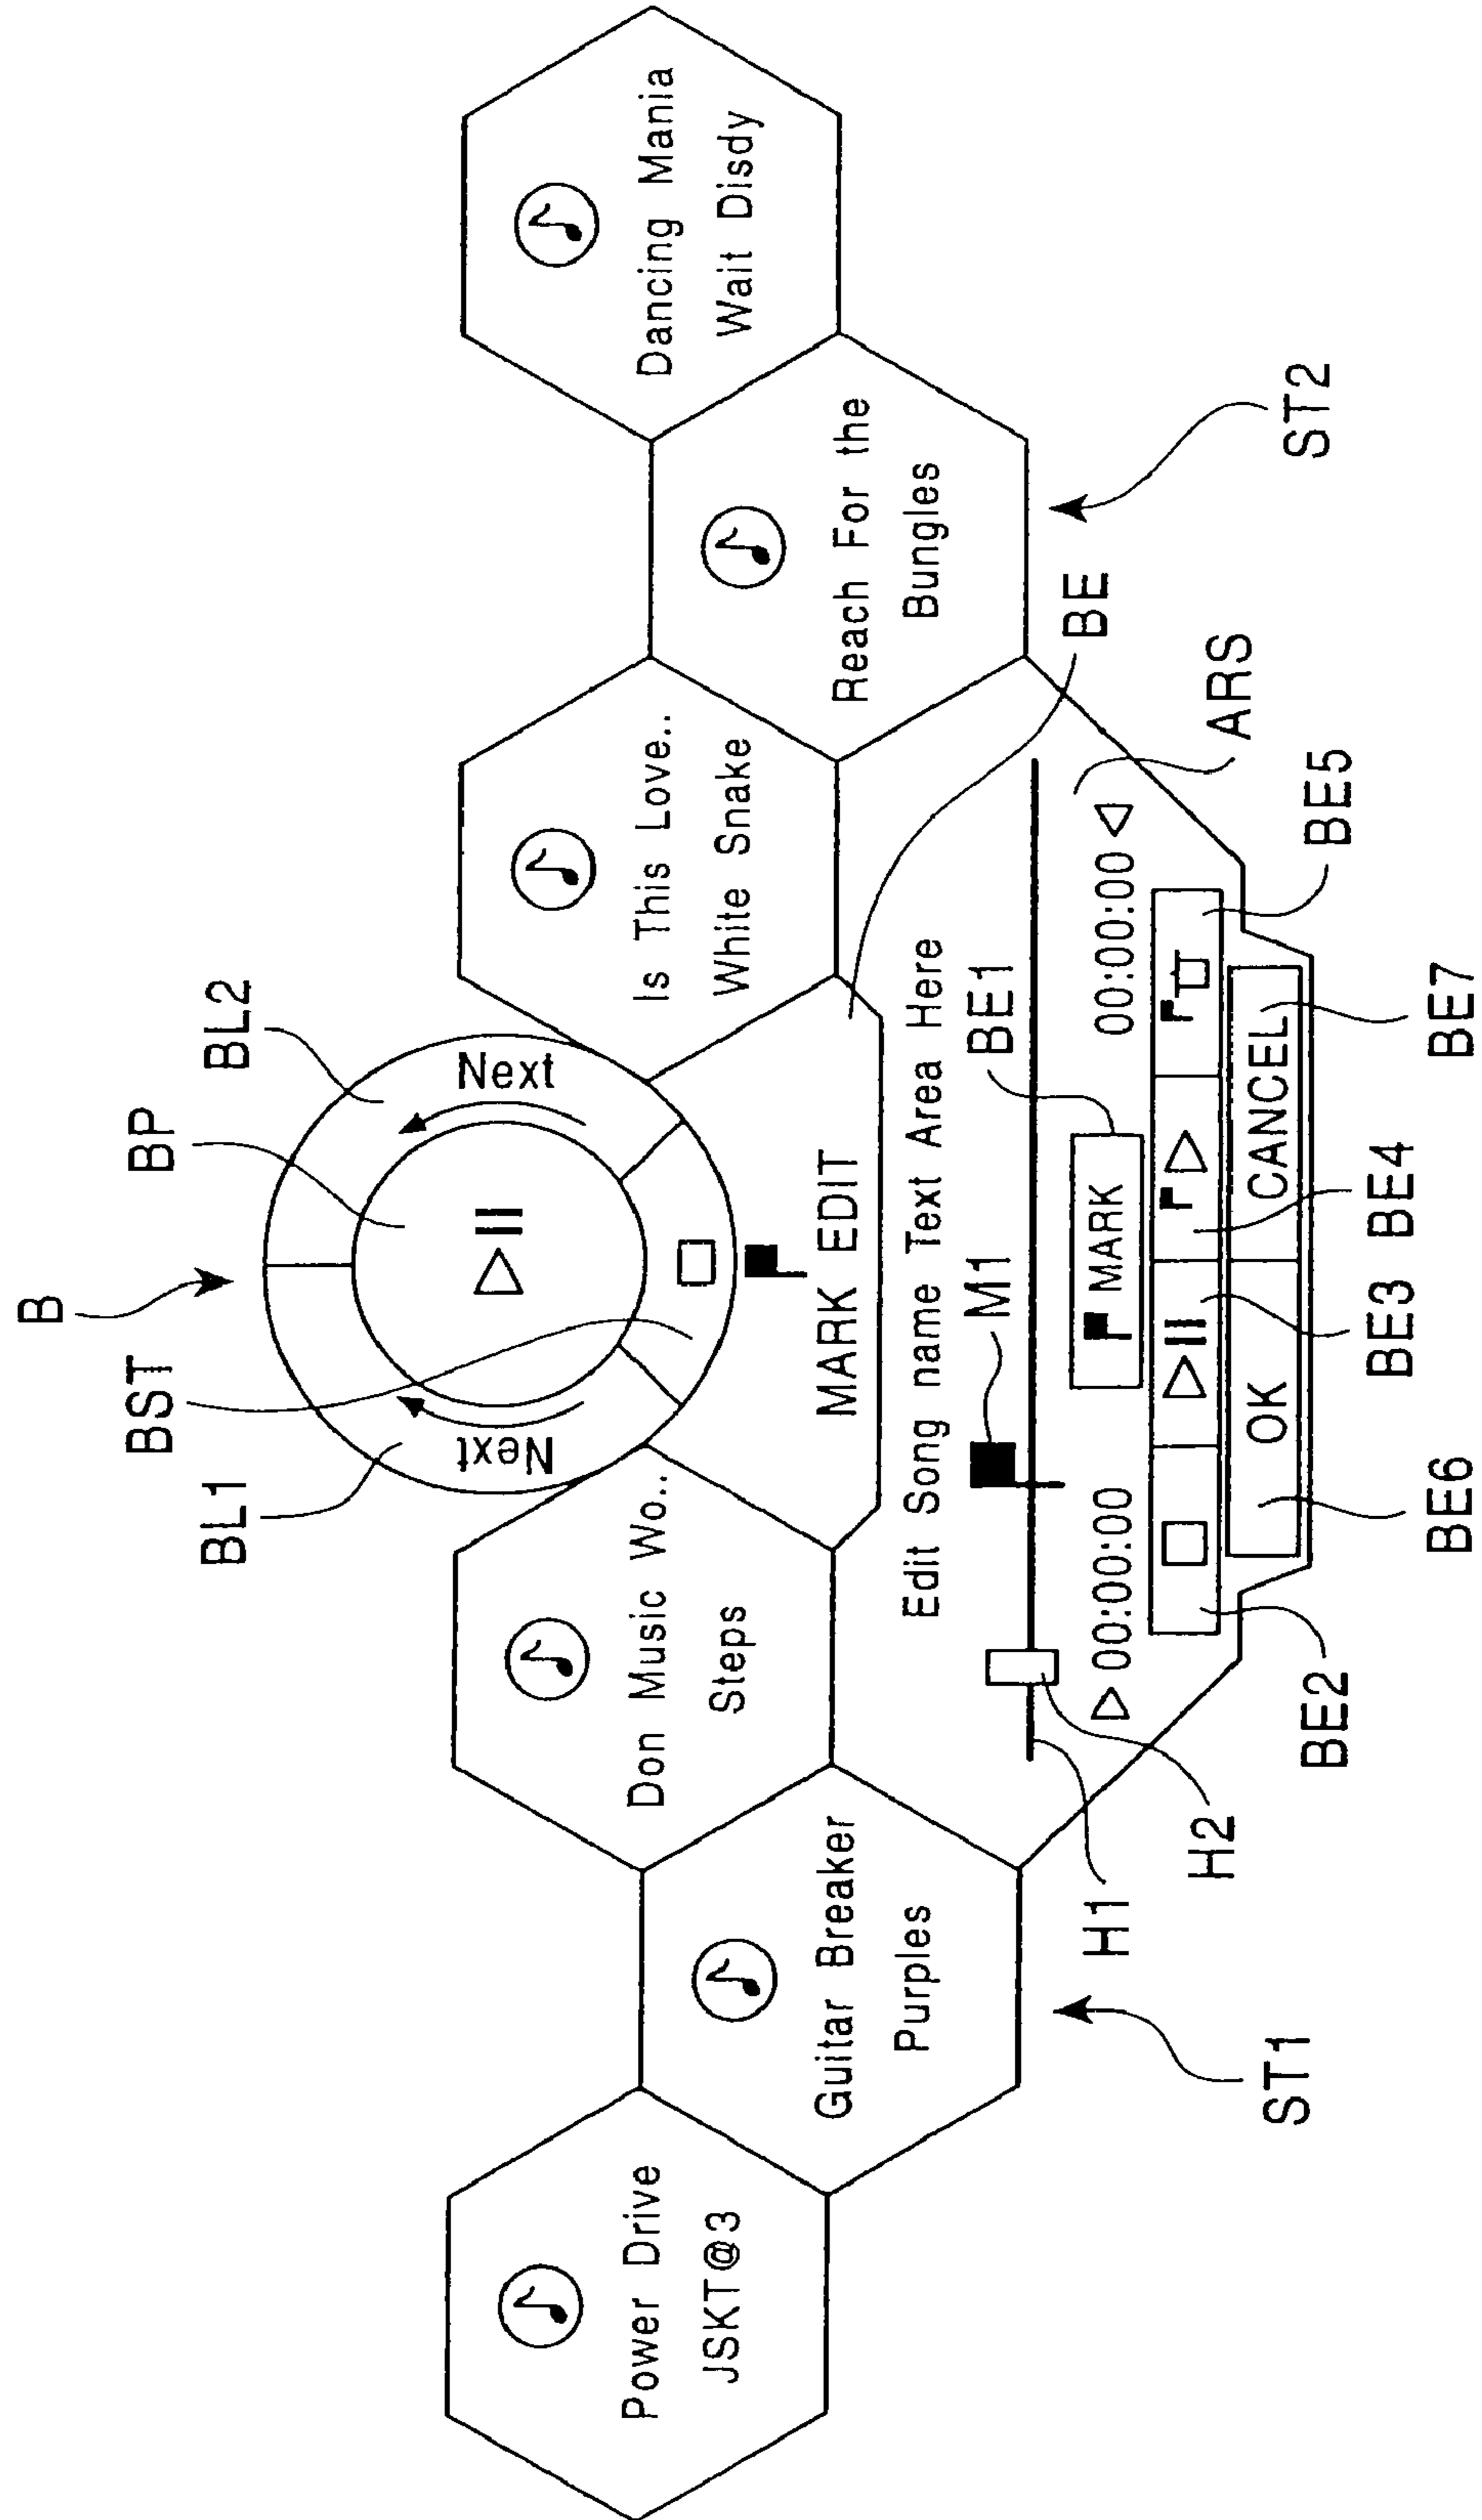 B
BST
BP
BL1
BL2
Next
Next
MARK EDIT
Power Drive
JSKT@3
Guitar Breaker
Purples
Don Music Wo..
Steps
Is This Love..
White Snake
Reach For the
Bungles
Dancing Mania
Wait Disdy
Edit Song name Text Area Here
M1
BE1
BE
MARK
00:00:00
00:00:00
OK
CANCEL
ST1
H1
H2
BE2
BE6
BE3
BE4
BE7
BE5
ARS
ST2